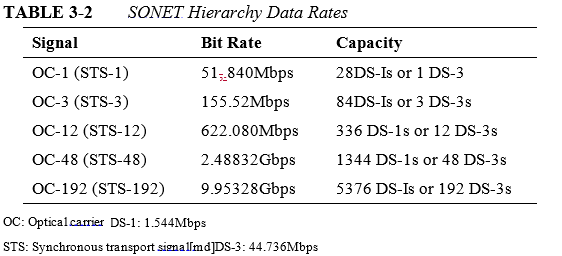 TABLE 3-2 SONET Hierarchy Data Rates
Signal Bit Rate Capacity
OC-1 (STS-1) 51.840Mbps 28DS-Is or 1 DS-3
OC-3 (STS-3) 155.52Mbps 84DS-Is or 3 DS-3s
OC-12 (STS-12) 622.080Mbps 336 DS-1s or 12 DS-3s
OC-48 (STS-48) 2.48832Gbps 1344 DS-1s or 48 DS-3s
OC-192 (STS-192) 9.95328Gbps 5376 DS-Is or 192 DS-3s
OC: Optical carrier DS-1: 1.544Mbps
STS: Synchronous transport signal[md]DS-3: 44.736Mbps